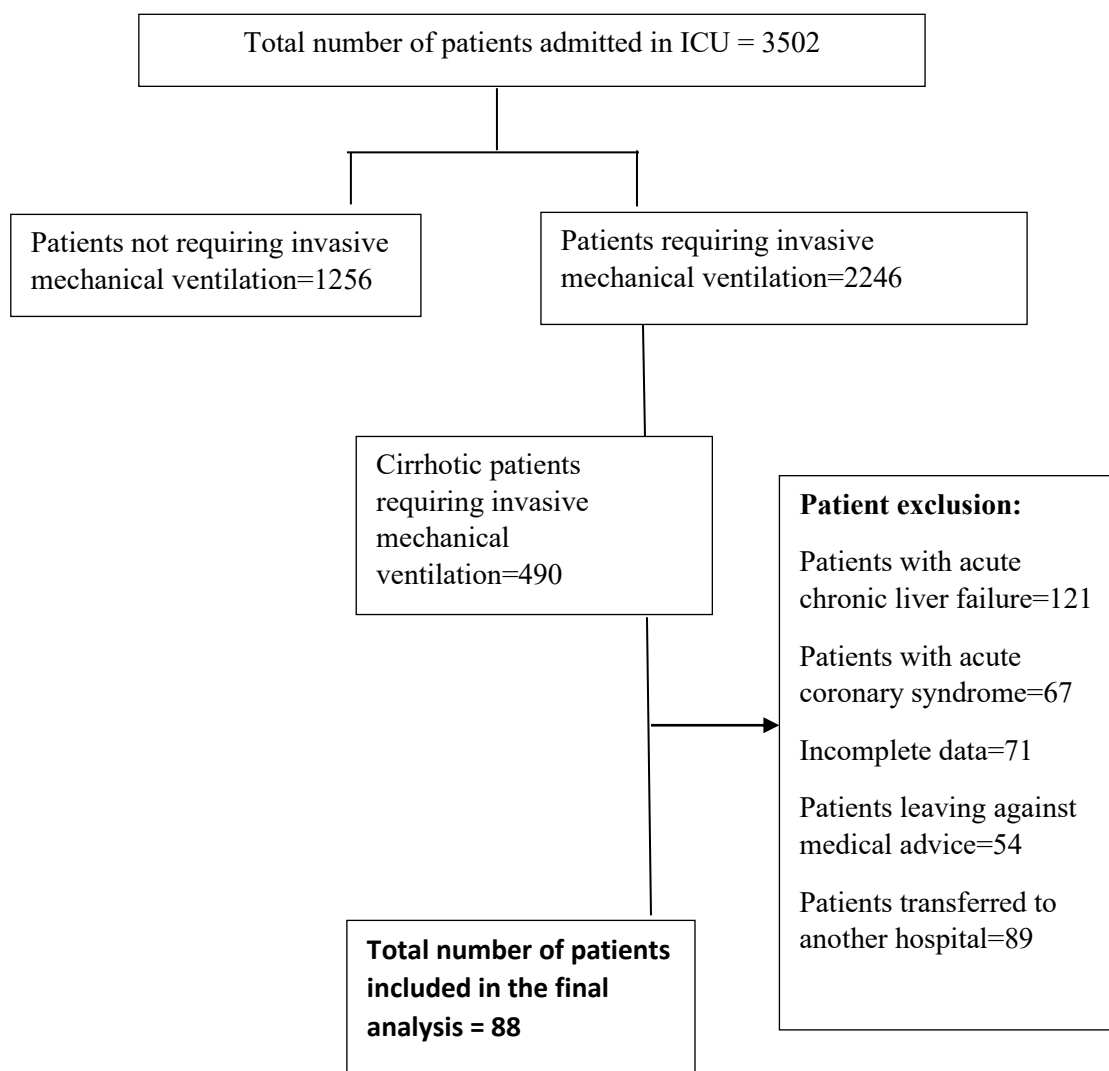 Total number of patients admitted in ICU = 3502
Patients not requiring invasive
mechanical ventilation=1256
Patients requiring invasive
mechanical ventilation=2246
Cirrhotic patients
requiring invasive
mechanical
ventilation=490
Patient exclusion:
Patients with acute
chronic liver failure=121
Patients with acute
coronary syndrome=67
Incomplete data=71
Patients leaving against
medical advice=54
Patients transferred to
another hospital=89
Total number of patients
included in the final
analysis = 88